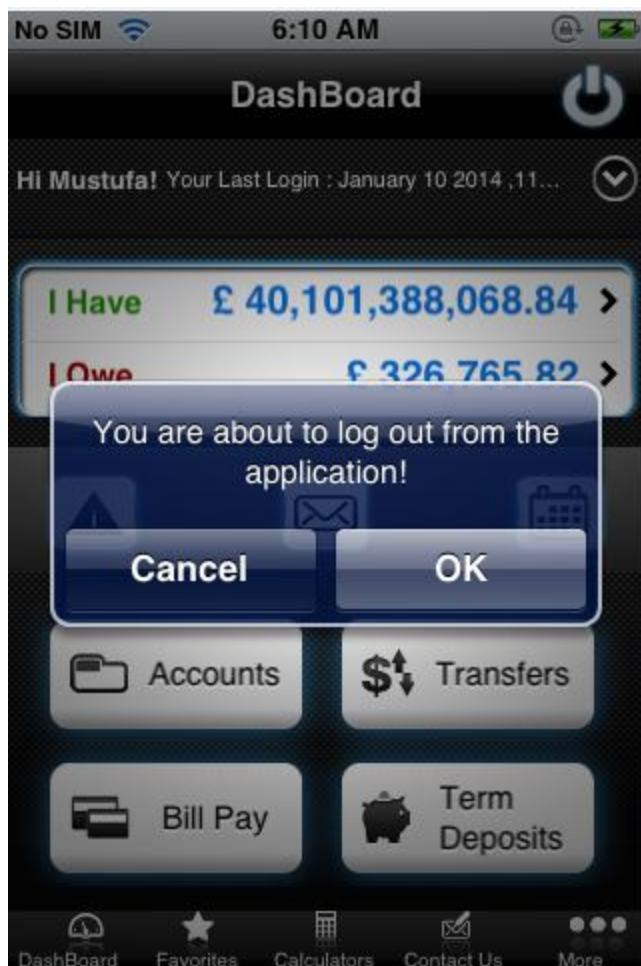 No SIM 6:10 AM
DashBoard
Hi Mustufa! Your Last Login : January 10 2014 ,11...
I Have £ 40,101,388,068.84
I Owe £ 326,765.82
You are about to log out from the
application!
Cancel OK
Accounts Transfers
Bill Pay Term
Deposits
DashBoard Favorites Calculators Contact Us More